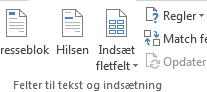 resseblok Hilsen Indsæt fletfelt
Regler
Match fe
Opdater
Felter til tekst og indsætning